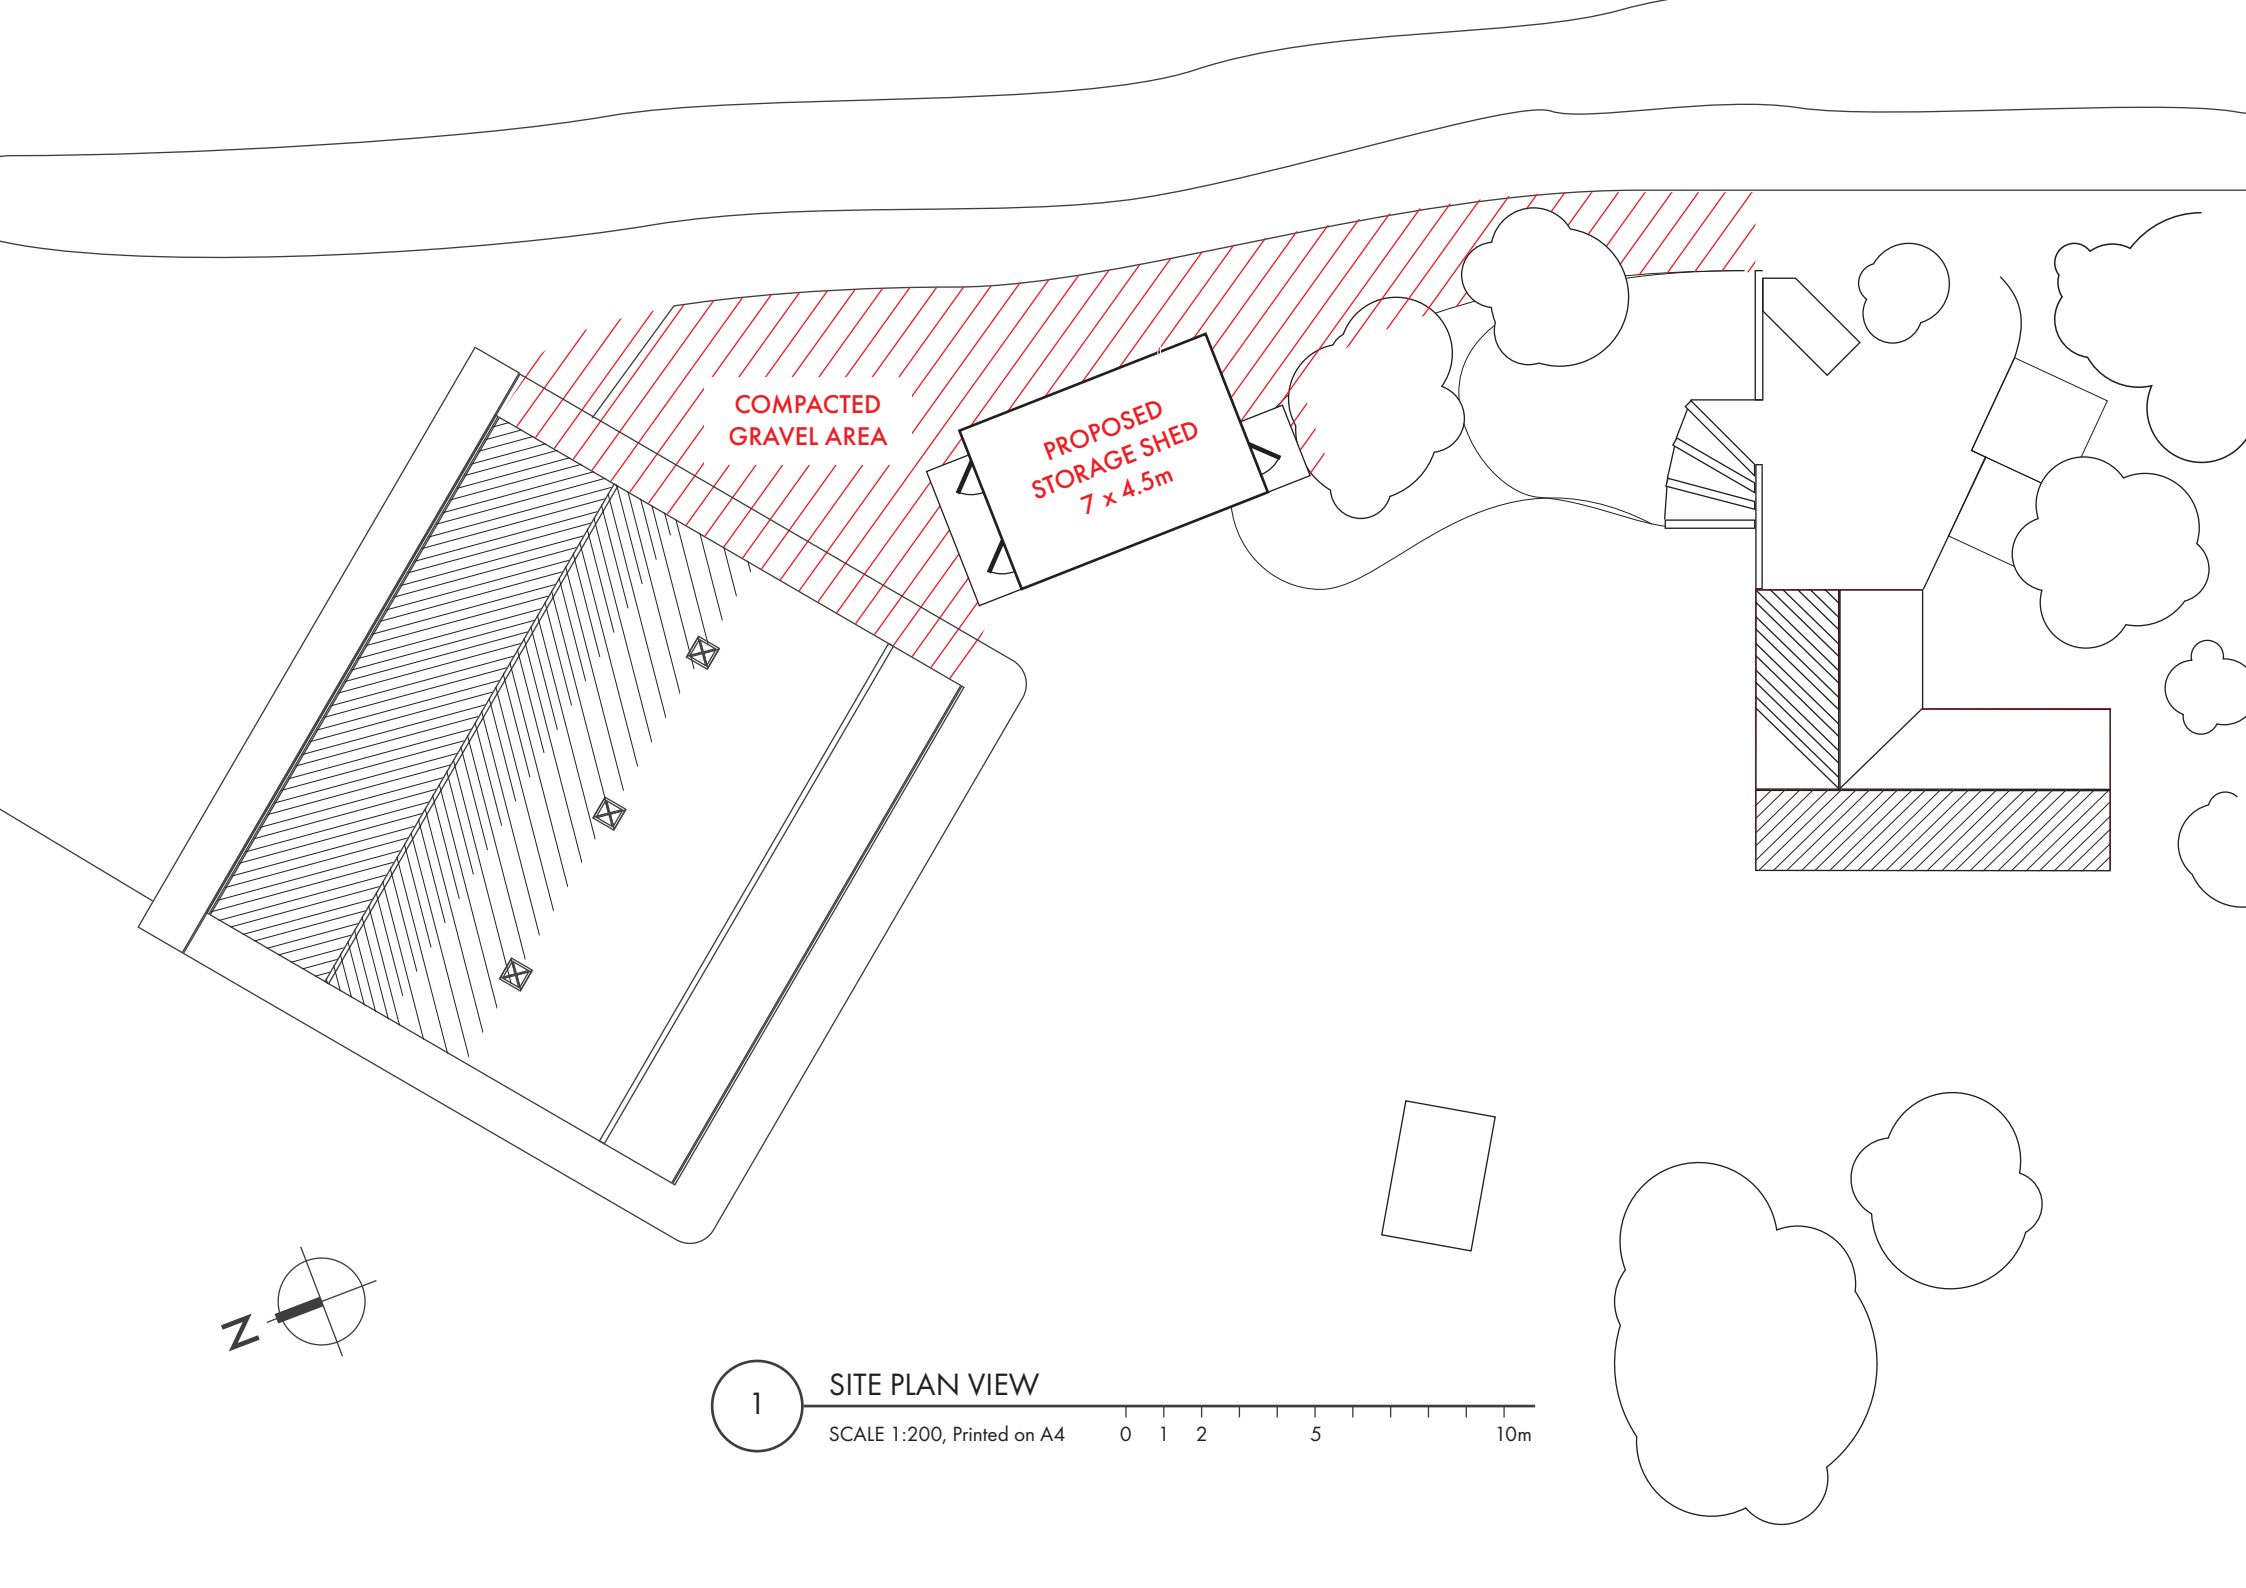 COMPACTED
GRAVEL AREA
PROPOSED
STORAGE SHED
7 x 4.5m
N
1
SITE PLAN VIEW
SCALE 1:200, Printed on A4
0 1 2 5 10m